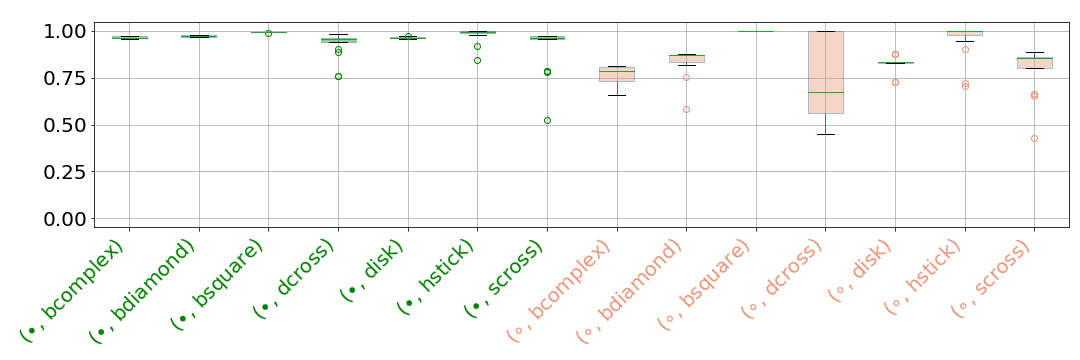 1.00
0.75
0.50
0.25
0.00
(•, bcomplex)
(•, bdiamond)
(•, bsquare)
(•, dcross)
(•, disk)
(•, hstick)
(•, scross)
(∘, bcomplex)
(∘, bdiamond)
(∘, bsquare)
(∘, dcross)
(∘, disk)
(∘, hstick)
(∘, scross)